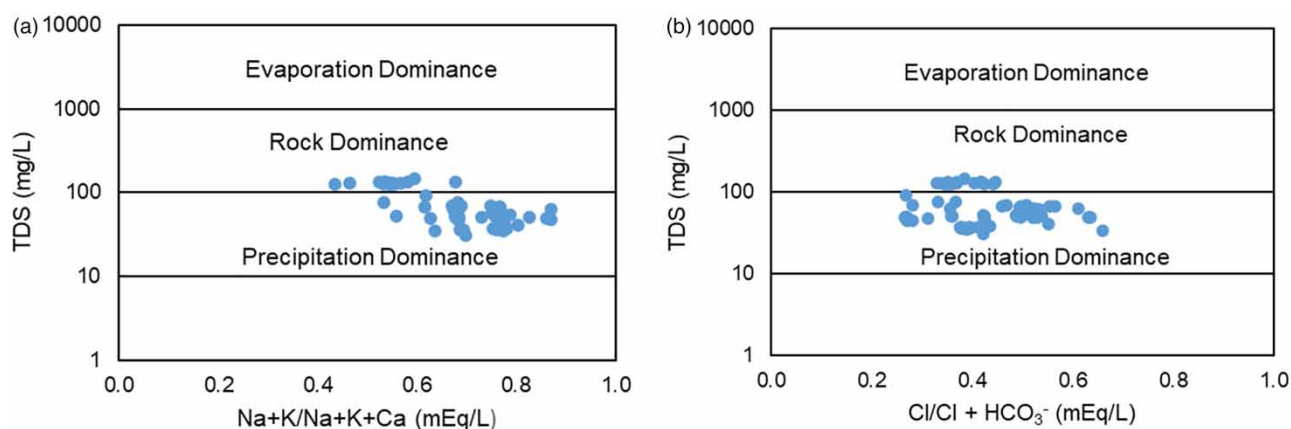 (a)
10000
1000
100
10
1
TDS (mg/L)
Evaporation Dominance
Rock Dominance
Precipitation Dominance
0.0 0.2 0.4 0.6 0.8 1.0
Na+K/Na+K+Ca (mEq/L)
(b)
10000
1000
100
10
1
TDS (mg/L)
Evaporation Dominance
Rock Dominance
Precipitation Dominance
0.0 0.2 0.4 0.6 0.8 1.0
Cl/Cl + HCO₃⁻ (mEq/L)